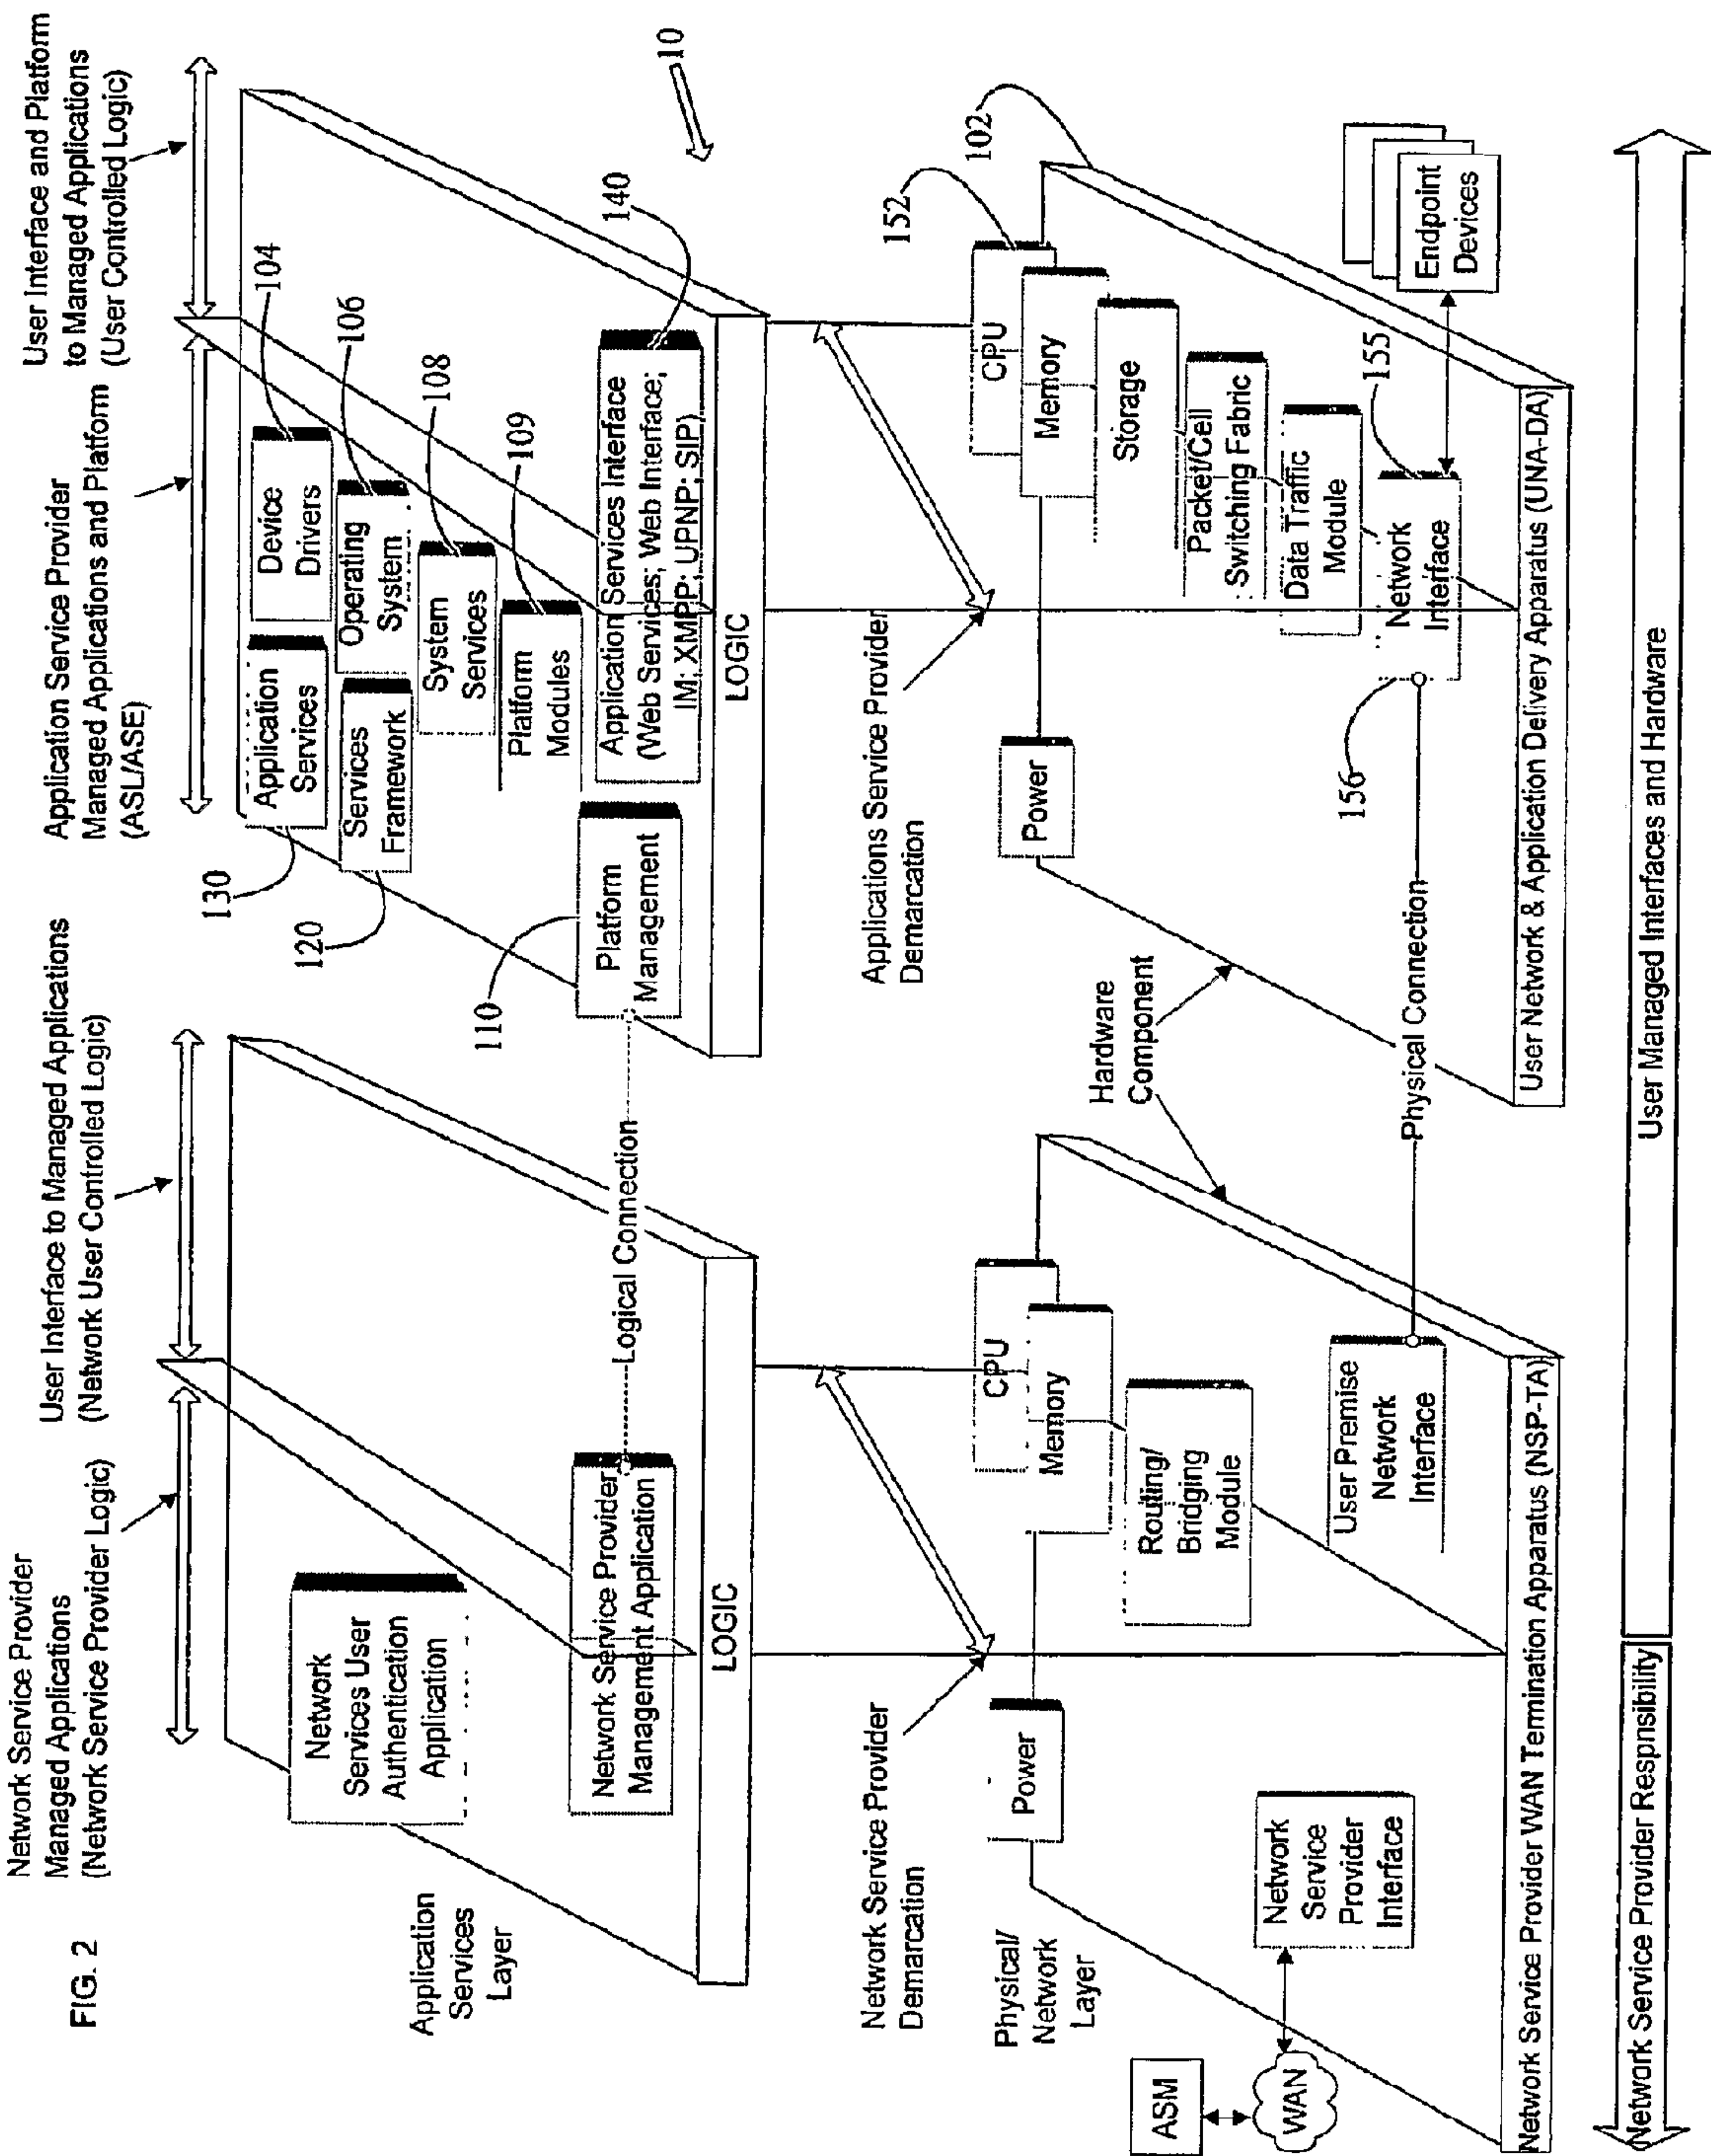 FIG. 2
Network Service Provider
Managed Applications
(Network Service Provider Logic)
User Interface to Managed Applications
(Network User Controlled Logic)
Application Service Provider
Managed Applications and Platform
(ASL/ASE)
User Interface and Platform
to Managed Applications
(User Controlled Logic)
Application
Services
Layer
Network
Services User
Authentication
Application
Network Service Provider
Management Application
LOGIC
Logical Connection
130
120
110
Application
Services
Services
Framework
Platform
Management
Device
Drivers
104
Operating
System
106
System
Services
108
Platform
Modules
109
Application Services Interface
(Web Services; Web Interface;
IM; XMPP; UPNP; SIP)
140
LOGIC
10
Network Service Provider
Demarcation
Applications Service Provider
Demarcation
Physical/
Network
Layer
ASM
WAN
Network
Service
Provider
Interface
Power
CPU
Memory
Routing/
Bridging
Module
User Premise
Network
Interface
Hardware
Component
Physical Connection
Power
CPU
152
Memory
102
Storage
Packet/Cell
Switching Fabric
Data Traffic
Module
Network
Interface
155
156
Endpoint
Devices
Network Service Provider WAN Termination Apparatus (NSP-TA)
User Network & Application Delivery Apparatus (UNA-DA)
Network Service Provider Respnsibility
User Managed Interfaces and Hardware